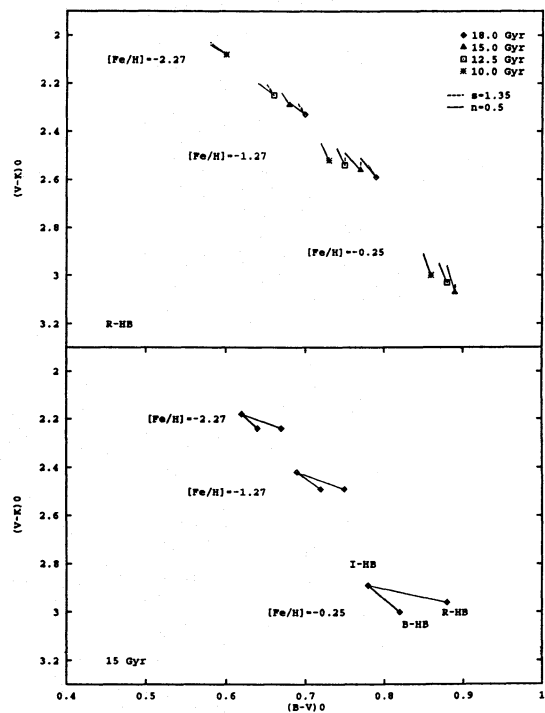 2
2.2
2.4
2.6
2.8
3
3.2
(V-K)0
[Fe/H]=-2.27
[Fe/H]=-1.27
[Fe/H]=-0.25
R-HB
18.0 Gyr
15.0 Gyr
12.5 Gyr
10.0 Gyr
s=1.35
n=0.5
2
2.2
2.4
2.6
2.8
3
3.2
(V-K)0
[Fe/H]=-2.27
[Fe/H]=-1.27
I-HB
[Fe/H]=-0.25
R-HB
B-HB
15 Gyr
0.4
0.5
0.6
0.7
0.8
0.9
1
(B-V)0